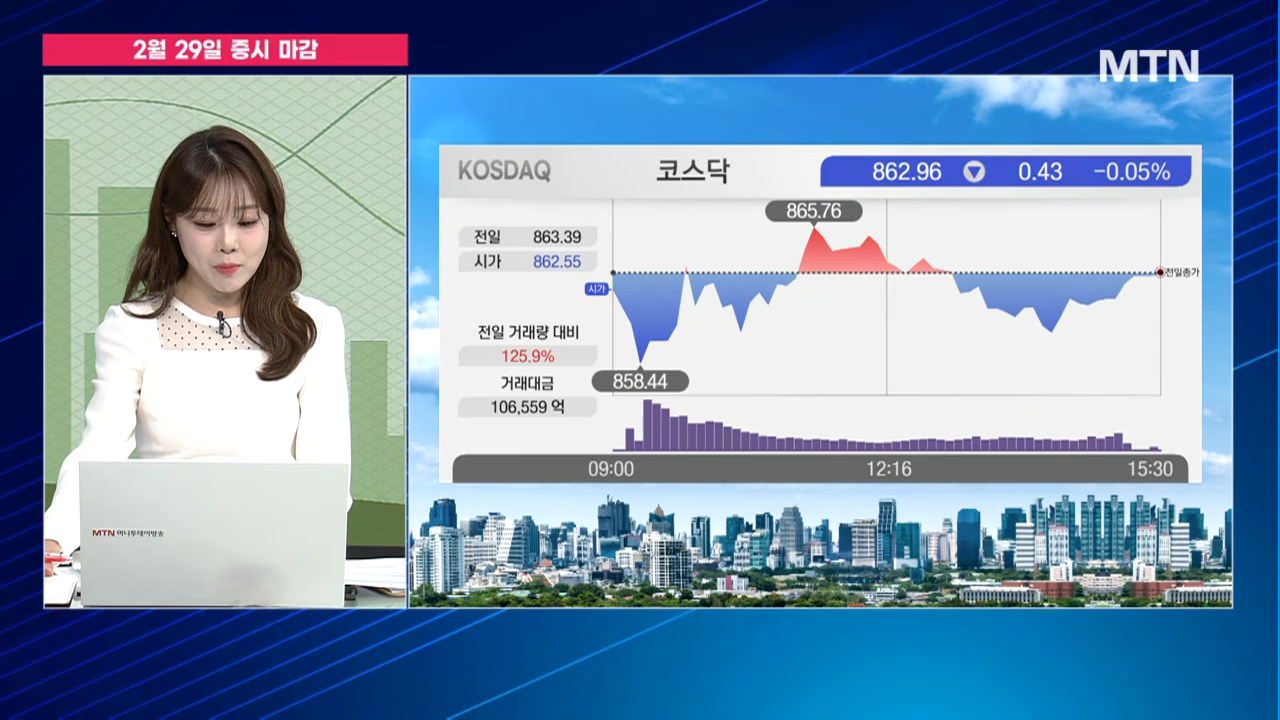 2월 29일 증시 마감
MTN
KOSDAQ 코스닥 862.96 ▼ 0.43 -0.05%
865.76
전일 863.39
시가 862.55
전일종가
시가
전일 거래량 대비
125.9%
거래대금
858.44
106,559 억
09:00 12:16 15:30
MTN 머니투데이방송